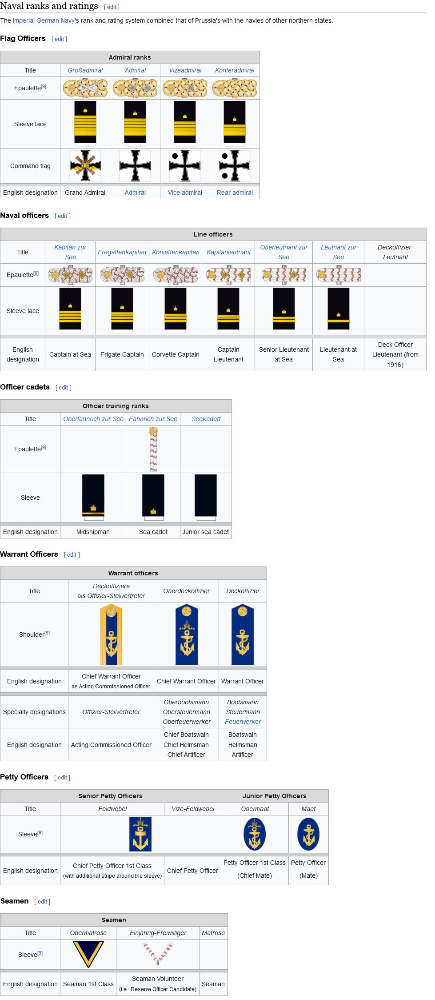 Naval ranks and ratings [ edit ]
The Imperial German Navy's rank and rating system combined that of Prussia's with the navies of other northern states.
Flag Officers [ edit ]
Admiral ranks
Title Großadmiral Admiral Vizeadmiral Konteradmiral
Epaulette[9]
Sleeve lace
Command flag
English designation Grand Admiral Admiral Vice admiral Rear admiral
Naval officers [ edit ]
Line officers
Title Kapitän zur See Fregattenkapitän Korvettenkapitän Kapitänleutnant Oberleutnant zur See Leutnant zur See Deckoffizier-Leutnant
Epaulette[9]
Sleeve lace
English designation Captain at Sea Frigate Captain Corvette Captain Captain Lieutenant Senior Lieutenant at Sea Lieutenant at Sea Deck Officer Lieutenant (from 1916)
Officer cadets [ edit ]
Officer training ranks
Title Oberfähnrich zur See Fähnrich zur See Seekadett
Epaulette[9]
Sleeve
English designation Midshipman Sea cadet Junior sea cadet
Warrant Officers [ edit ]
Warrant officers
Title Deckoffiziere als Offizier-Stellvertreter Oberdeckoffizier Deckoffizier
Shoulder[9]
English designation Chief Warrant Officer as Acting Commissioned Officer. Chief Warrant Officer Warrant Officer
Specialty designations Offizier-Stellvertreter Oberbootsmann Obersteuermann Oberfeuerwerker Bootsmann Steuermann Feuerwerker
English designation Acting Commissioned Officer Chief Boatswain Chief Helmsman Chief Artificer Boatswain Helmsman Artificer
Petty Officers [ edit ]
Senior Petty Officers Junior Petty Officers
Title Feldwebel Vize-Feldwebel Obermaat Maat
Sleeve[9]
English designation Chief Petty Officer 1st Class (with additional stripe around the sleeve) Chief Petty Officer Petty Officer 1st Class (Chief Mate) Petty Officer (Mate)
Seamen [ edit ]
Seamen
Title Obermatrose Einjährig-Freiwilliger Matrose
Sleeve[9]
English designation Seaman 1st Class Seaman Volunteer (i.e.: Reserve Officer Candidate) Seaman